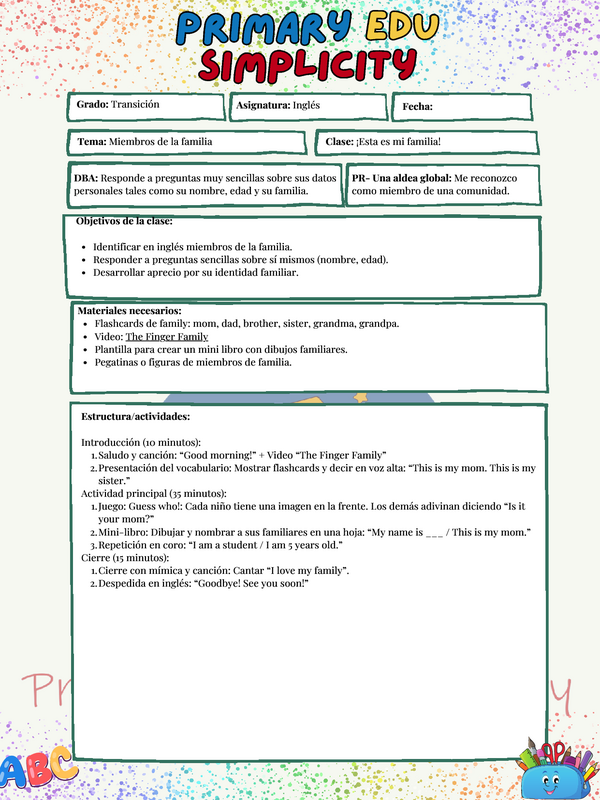 PRIMARY EDU
SIMPLICITY
Grado: Transición
Asignatura: Inglés
Fecha:
Tema: Miembros de la familia
Clase: ¡Esta es mi familia!
DBA: Responde a preguntas muy sencillas sobre sus datos
personales tales como su nombre, edad y su familia.
PR- Una aldea global: Me reconozco
como miembro de una comunidad.
Objetivos de la clase:
• Identificar en inglés miembros de la familia.
• Responder a preguntas sencillas sobre sí mismos (nombre, edad).
• Desarrollar aprecio por su identidad familiar.
Materiales necesarios:
• Flashcards de family: mom, dad, brother, sister, grandma, grandpa.
• Video: The Finger Family
• Plantilla para crear un mini libro con dibujos familiares.
• Pegatinas o figuras de miembros de familia.
Estructura/actividades:
Introducción (10 minutos):
1. Saludo y canción: “Good morning!” + Video “The Finger Family”
2. Presentación del vocabulario: Mostrar flashcards y decir en voz alta: “This is my mom. This is my
sister.”
Actividad principal (35 minutos):
1. Juego: Guess who!: Cada niño tiene una imagen en la frente. Los demás adivinan diciendo “Is it
your mom?”
2. Mini-libro: Dibujar y nombrar a sus familiares en una hoja: “My name is ___ / This is my mom.”
3. Repetición en coro: “I am a student / I am 5 years old.”
Cierre (15 minutos):
1. Cierre con mímica y canción: Cantar “I love my family”.
2. Despedida en inglés: “Goodbye! See you soon!”
ABC
AP